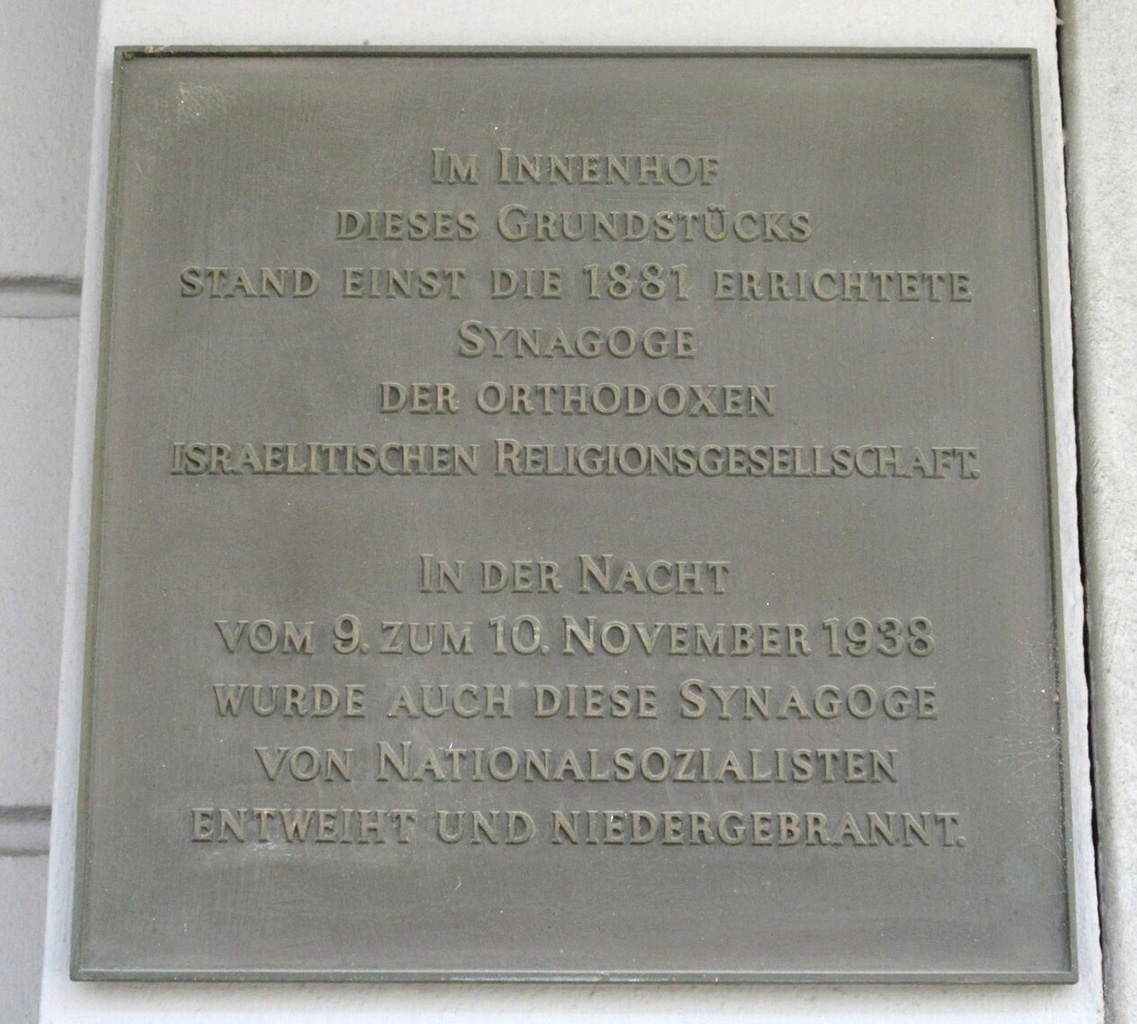 Im Innenhof
dieses Grundstücks
stand einst die 1881 errichtete
Synagoge
der orthodoxen
israelitischen Religionsgesellschaft.
In der Nacht
vom 9. zum 10. November 1938
wurde auch diese Synagoge
von Nationalsozialisten
entweiht und niedergebrannt.